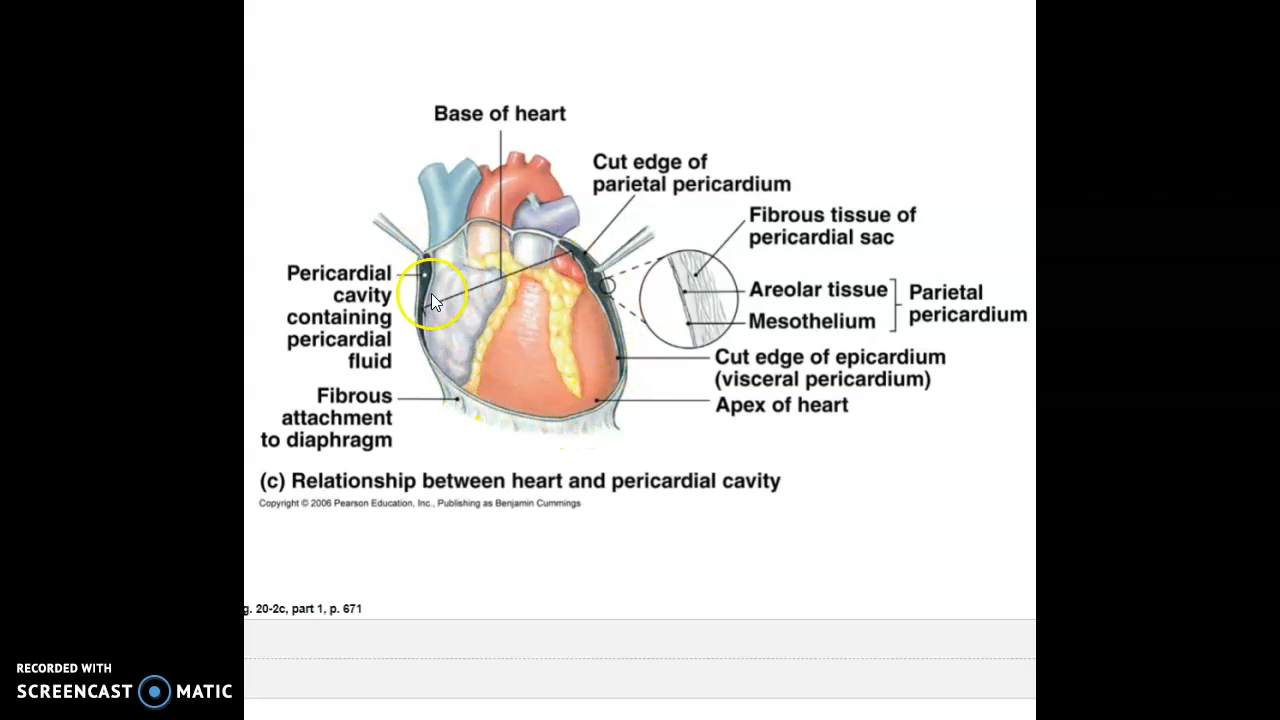 Base of heart
Cut edge of
parietal pericardium
Fibrous tissue of
pericardial sac
Pericardial
cavity
containing
pericardial
fluid
Areolar tissue
Mesothelium
Parietal
pericardium
Cut edge of epicardium
(visceral pericardium)
Apex of heart
Fibrous
attachment
to diaphragm
(c) Relationship between heart and pericardial cavity
Copyright © 2006 Pearson Education, Inc., Publishing as Benjamin Cummings
g. 20-2c, part 1, p. 671
RECORDED WITH
SCREENCAST MATIC